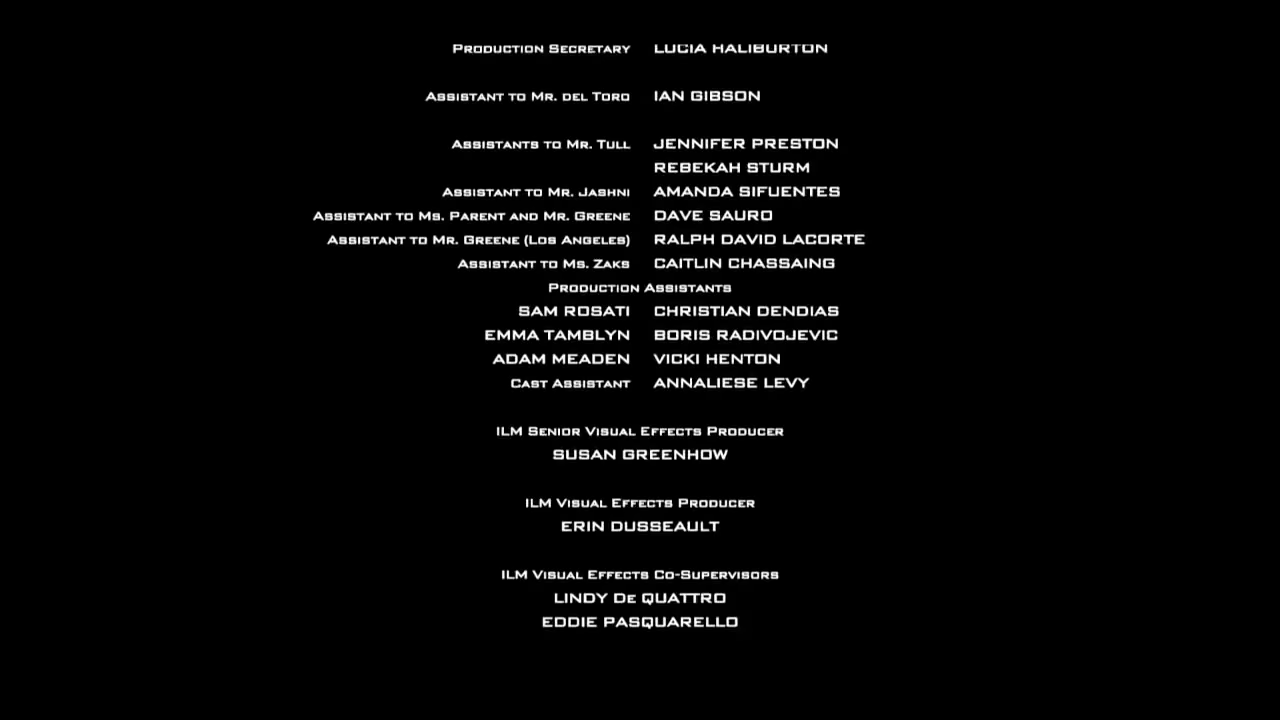 Production Secretary LUCIA HALIBURTON
Assistant to Mr. del Toro IAN GIBSON
Assistants to Mr. Tull JENNIFER PRESTON
REBEKAH STURM
Assistant to Mr. Jashni AMANDA SIFUENTES
Assistant to Ms. Parent and Mr. Greene DAVE SAURO
Assistant to Mr. Greene (Los Angeles) RALPH DAVID LACORTE
Assistant to Ms. Zaks CAITLIN CHASSAING
Production Assistants
SAM ROSATI CHRISTIAN DENDIAS
EMMA TAMBLYN BORIS RADIVOJEVIC
ADAM MEADEN VICKI HENTON
Cast Assistant ANNALIESE LEVY
ILM Senior Visual Effects Producer
SUSAN GREENHOW
ILM Visual Effects Producer
ERIN DUSSEAULT
ILM Visual Effects Co-Supervisors
LINDY De QUATTRO
EDDIE PASQUARELLO